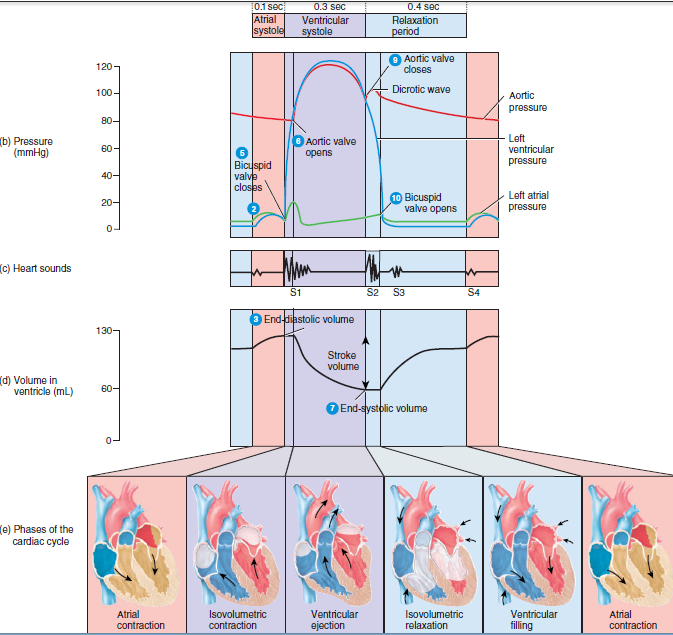 0.1 sec 0.3 sec 0.4 sec
Atrial
systole
Ventricular
systole
Relaxation
period
(b) Pressure
(mmHg)
120
100
80
60
40
20
0
9 Aortic valve
closes
Dicrotic wave
Aortic
pressure
6 Aortic valve
opens
Left
ventricular
pressure
5
Bicuspid
valve
closes
2
10 Bicuspid
valve opens
Left atrial
pressure
(c) Heart sounds
S1 S2 S3 S4
(d) Volume in
ventricle (mL)
130
60
0
3 End-diastolic volume
Stroke
volume
7 End-systolic volume
(e) Phases of the
cardiac cycle
Atrial
contraction
Isovolumetric
contraction
Ventricular
ejection
Isovolumetric
relaxation
Ventricular
filling
Atrial
contraction